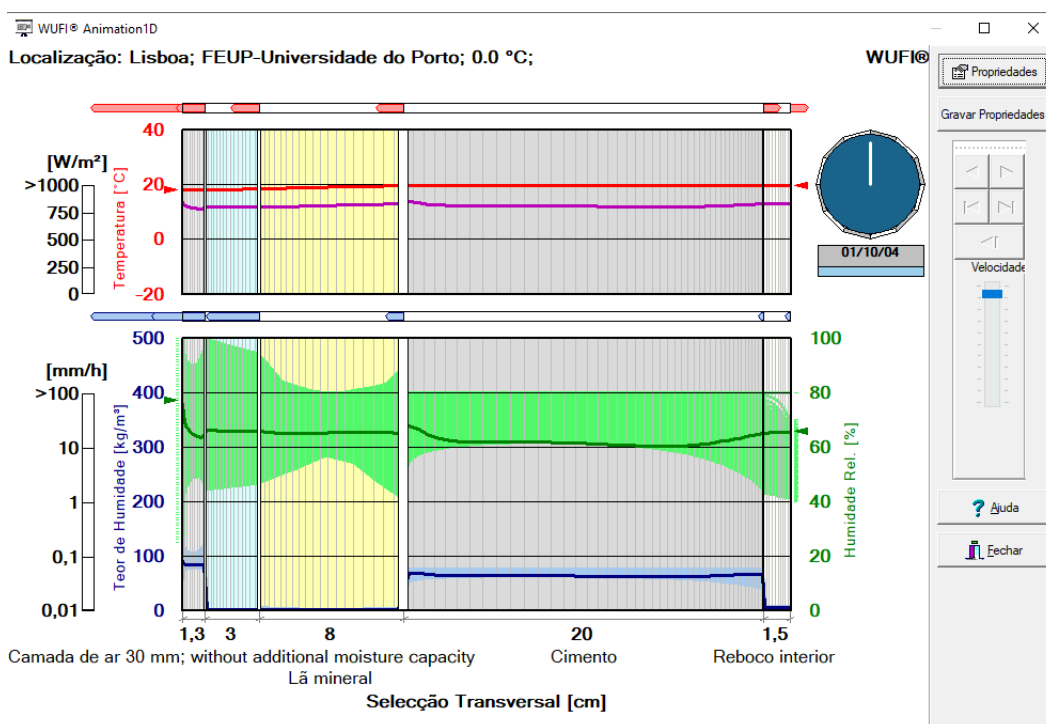 WUFI® Animation1D
Localização: Lisboa; FEUP-Universidade do Porto; 0.0 °C;
WUFI®
Propriedades
Gravar Propriedades
Velocidade
Ajuda
Fechar
[W/m²]
>1000
750
500
250
0
Temperatura [°C]
40
20
0
-20
01/10/04
[mm/h]
>100
10
1
0,1
0,01
Teor de Humidade [kg/m³]
500
400
300
200
100
0
100
80
60
40
20
0
Humidade Rel. [%]
1,3 3 8 20 1,5
Camada de ar 30 mm; without additional moisture capacity Cimento Reboco interior
Lã mineral
Selecção Transversal [cm]